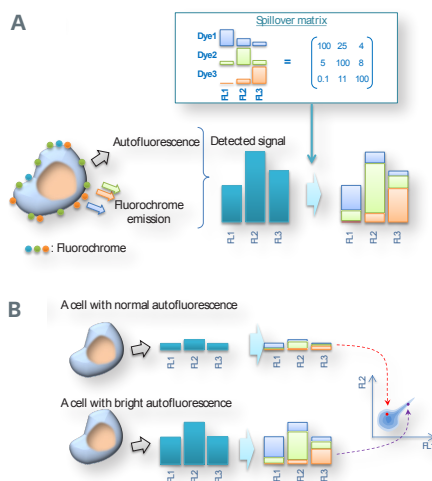 A
Spillover matrix
Dye1
Dye2
Dye3
FL1
FL2
FL3
=
100 25 4
5 100 8
0.1 11 100
Autofluorescence
Detected signal
Fluorochrome
emission
FL1
FL2
FL3
FL1
FL2
FL3
: Fluorochrome
B
A cell with normal autofluorescence
FL1
FL2
FL3
FL1
FL2
FL3
A cell with bright autofluorescence
FL1
FL2
FL3
FL1
FL2
FL3
FL2